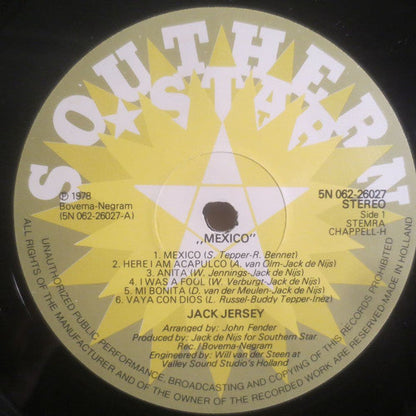 SOUTHERN
STAR
℗ 1978
Bovema-Negram
(5N 062-26027-A)
5N 062-26027
STEREO
Side 1
STEMRA
CHAPPELL-H
„MEXICO”
1. MEXICO (S. Tepper-R. Bennet)
2. HERE I AM ACAPULCO (A. van Olm-Jack de Nijs)
3. ANITA (W. Jennings-Jack de Nijs)
4. I WAS A FOOL (W. Verburgt-Jack de Nijs)
5. MI BONITA (D. van der Meulen-Jack de Nijs)
6. VAYA CON DIOS (L. Russel-Buddy Tepper-Inez)
JACK JERSEY
Arranged by: John Fender
Produced by: Jack de Nijs for Southern Star
Rec. / Bovema-Negram
Engineered by: Will van der Steen at
Valley Sound Studio's Holland
ALL RIGHTS OF THE MANUFACTURER AND OF THE OWNER OF THE RECORDED WORK ARE RESERVED-MADE IN HOLLAND
UNAUTHORIZED PUBLIC PERFORMANCE, BROADCASTING AND COPYING OF THIS RECORD PROHIBITED